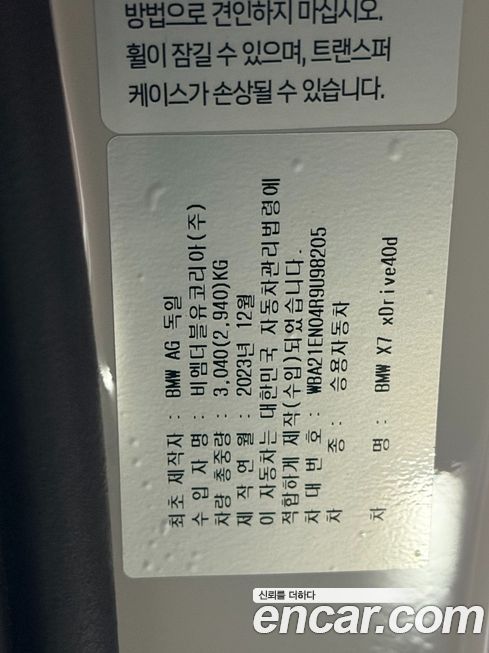 방법으로 견인하지 마십시오.
휠이 잠길 수 있으며, 트랜스퍼
케이스가 손상될 수 있습니다.
최초 제작자 : BMW AG 독일
수 입 자 명 : 비엠더블유코리아(주)
차량 총중량 : 3,040(2,940)KG
제 작 연 월 : 2023년 12월
이 자동차는 대한민국 자동차관리법령에
적합하게 제작(수입)되었습니다.
차 대 번 호 : WBA21EN04R9U98205
차 종 : 승용자동차
차 명 : BMW X7 xDrive40d
신뢰를 더하다
encar.com